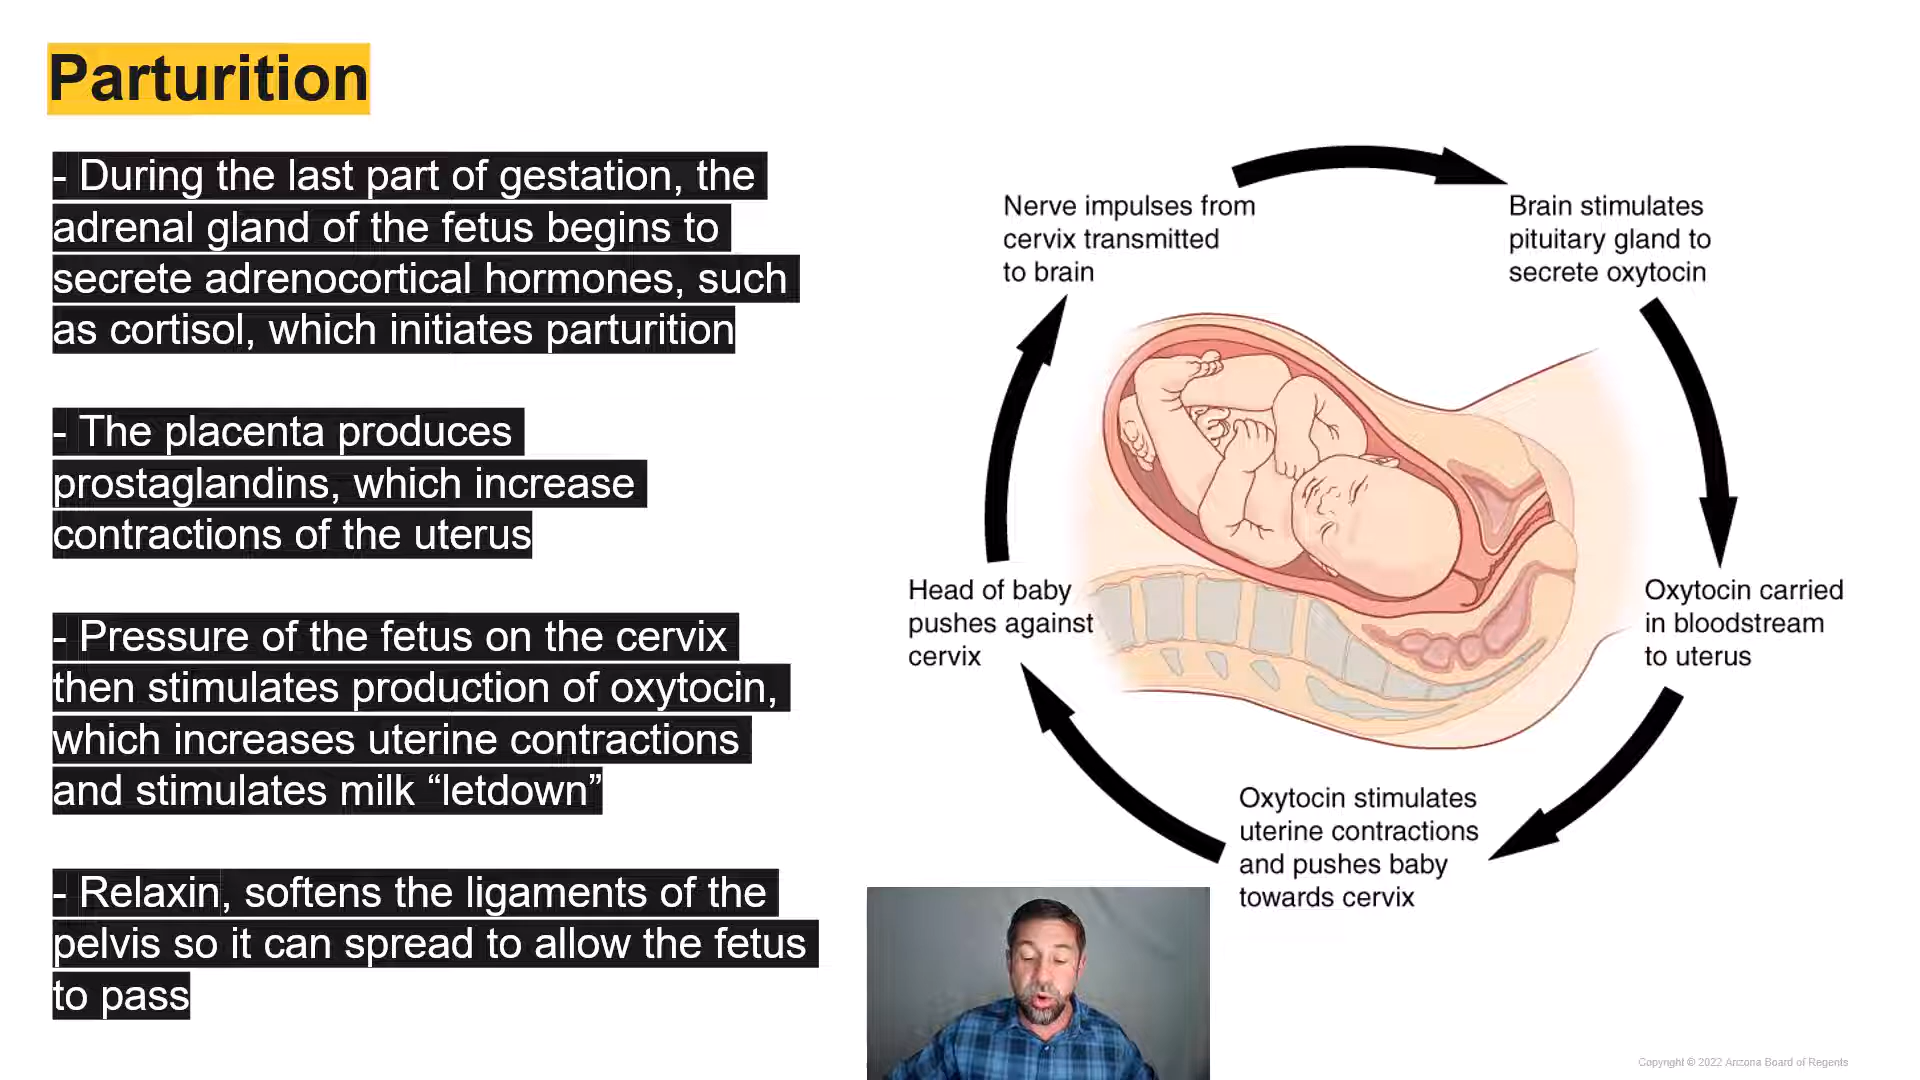 Parturition
- During the last part of gestation, the
adrenal gland of the fetus begins to
secrete adrenocortical hormones, such
as cortisol, which initiates parturition
- The placenta produces
prostaglandins, which increase
contractions of the uterus
- Pressure of the fetus on the cervix
then stimulates production of oxytocin,
which increases uterine contractions
and stimulates milk “letdown”
- Relaxin, softens the ligaments of the
pelvis so it can spread to allow the fetus
to pass
Nerve impulses from
cervix transmitted
to brain
Brain stimulates
pituitary gland to
secrete oxytocin
Oxytocin carried
in bloodstream
to uterus
Oxytocin stimulates
uterine contractions
and pushes baby
towards cervix
Head of baby
pushes against
cervix
Copyright © 2022 Arizona Board of Regents